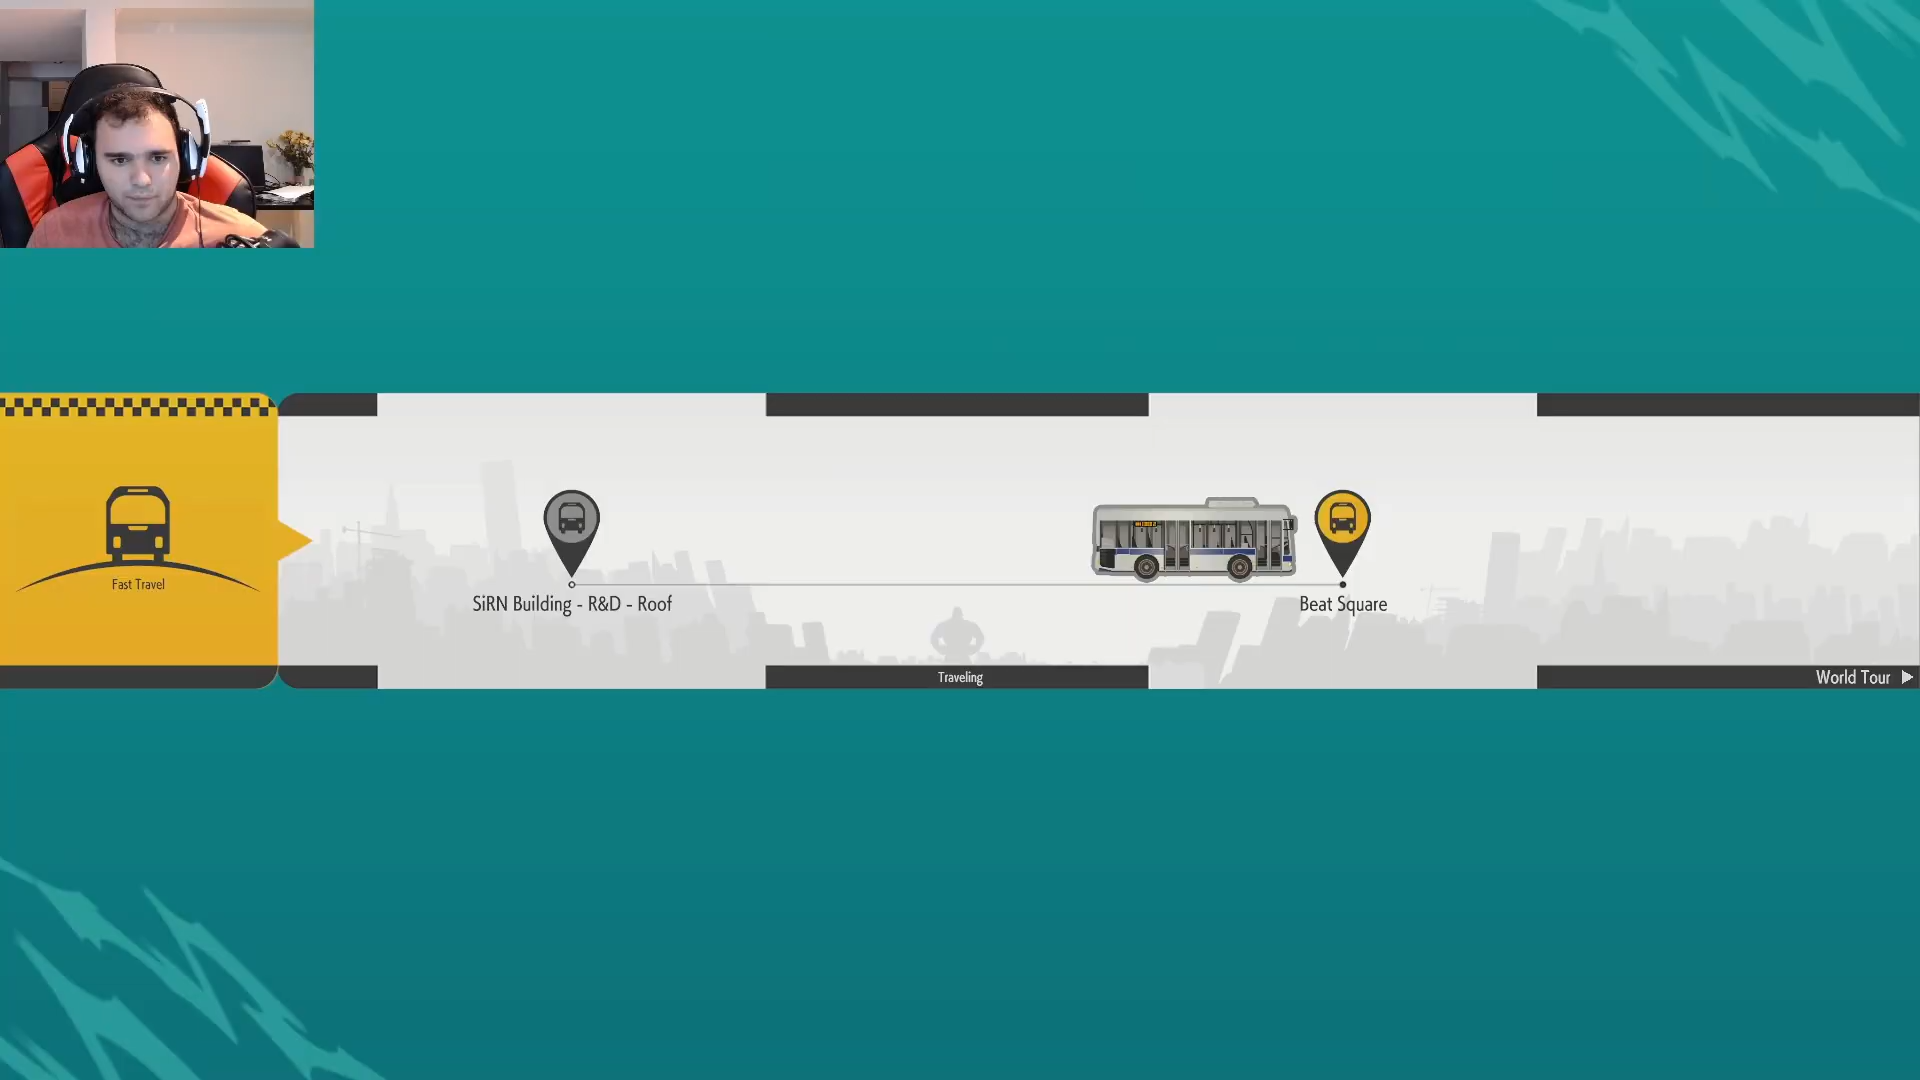 Fast Travel
SiRN Building - R&D - Roof
Beat Square
Traveling
World Tour